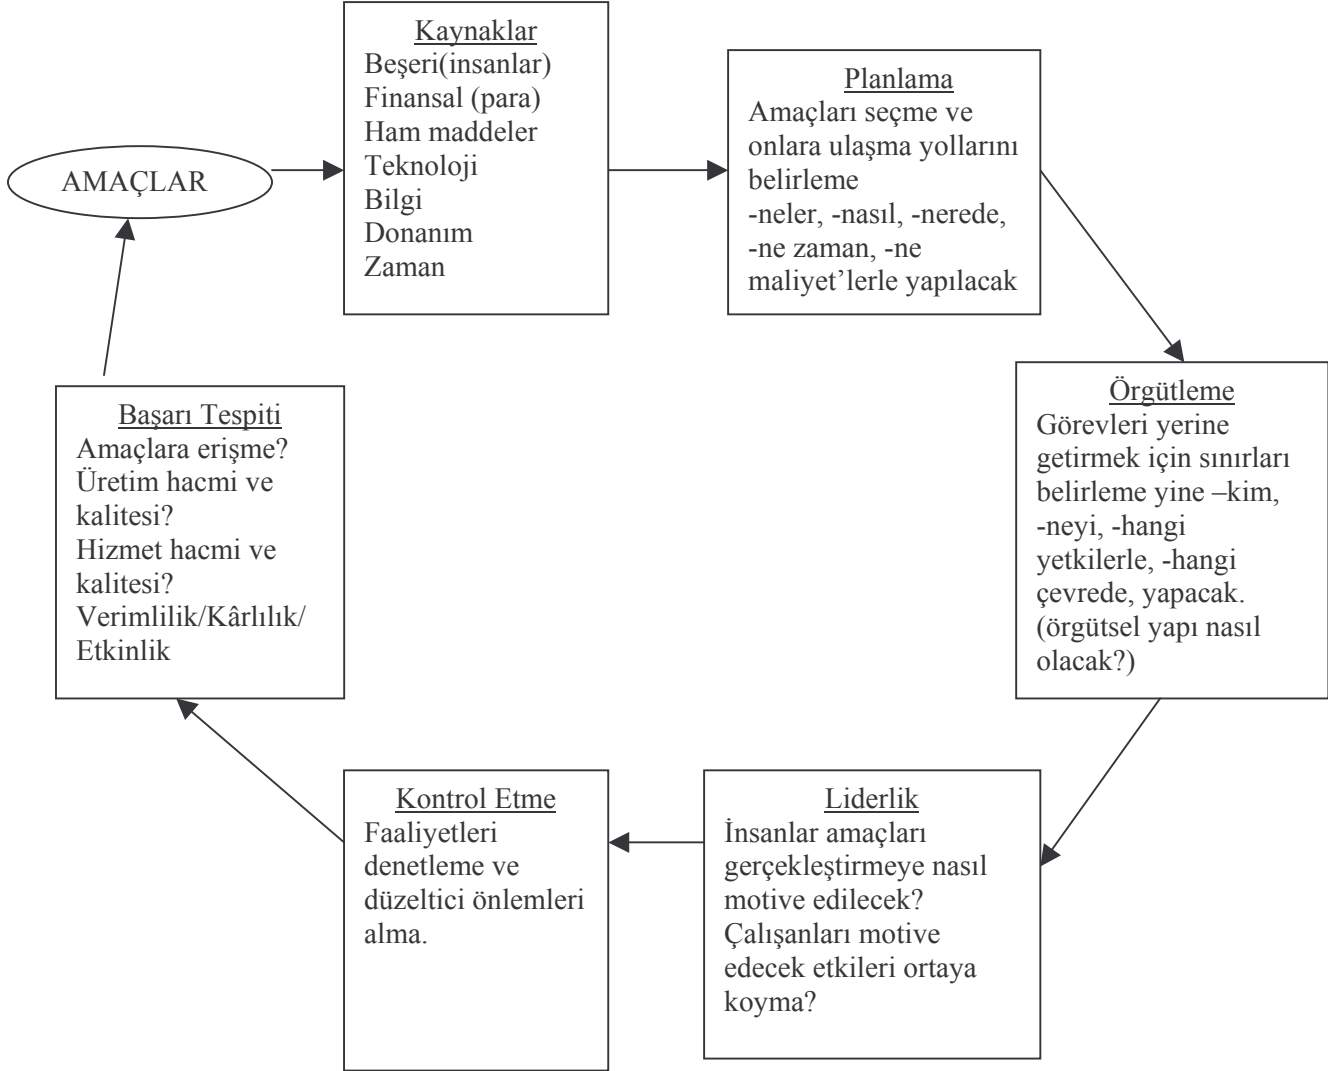 AMAÇLAR
Kaynaklar
Beşeri(insanlar)
Finansal (para)
Ham maddeler
Teknoloji
Bilgi
Donanım
Zaman
Planlama
Amaçları seçme ve
onlara ulaşma yollarını
belirleme
-neler, -nasıl, -nerede,
-ne zaman, -ne
maliyet’lerle yapılacak
Örgütleme
Görevleri yerine
getirmek için sınırları
belirleme yine –kim,
-neyi, -hangi
yetkilerle, -hangi
çevrede, yapacak.
(örgütsel yapı nasıl
olacak?)
Liderlik
İnsanlar amaçları
gerçekleştirmeye nasıl
motive edilecek?
Çalışanları motive
edecek etkileri ortaya
koyma?
Kontrol Etme
Faaliyetleri
denetleme ve
düzeltici önlemleri
alma.
Başarı Tespiti
Amaçlara erişme?
Üretim hacmi ve
kalitesi?
Hizmet hacmi ve
kalitesi?
Verimlilik/Kârlılık/
Etkinlik